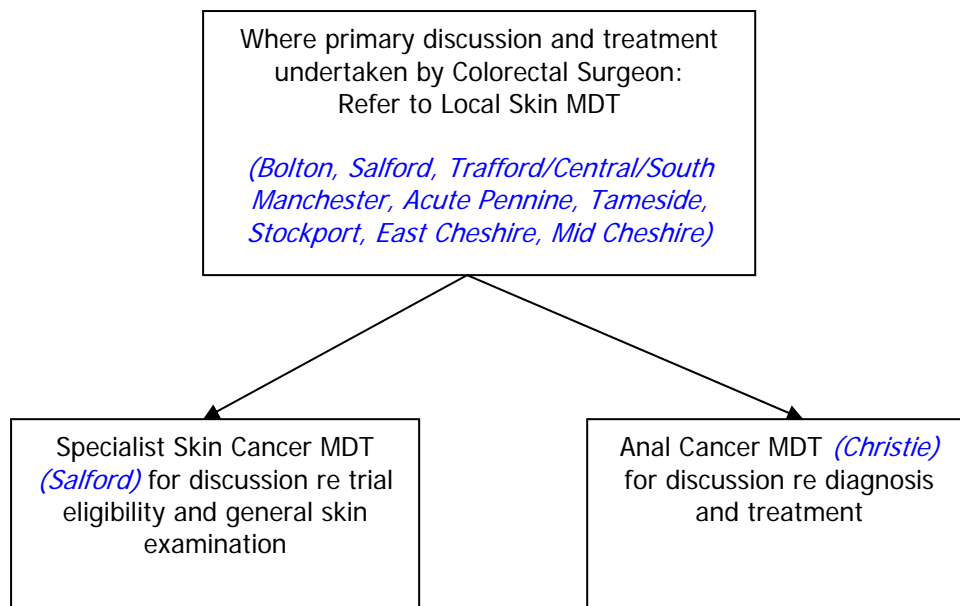 Where primary discussion and treatment
undertaken by Colorectal Surgeon:
Refer to Local Skin MDT
(Bolton, Salford, Trafford/Central/South
Manchester, Acute Pennine, Tameside,
Stockport, East Cheshire, Mid Cheshire)
Specialist Skin Cancer MDT
(Salford) for discussion re trial
eligibility and general skin
examination
Anal Cancer MDT (Christie)
for discussion re diagnosis
and treatment